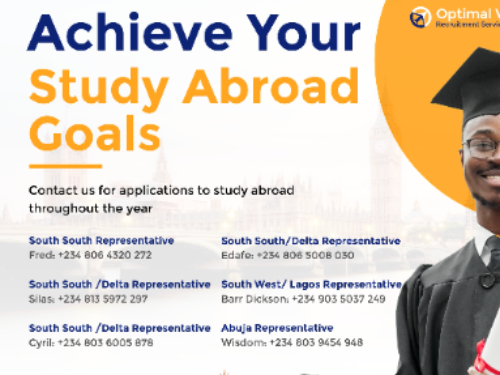 Optimal
Recruitment
Achieve Your
Study Abroad
Goals
Contact us for applications to study abroad
throughout the year
South South Representative
Fred: +234 806 4320 272
South South/Delta Representative
Edafe: +234 806 5008 030
South South /Delta Representative
Silas: +234 813 5972 297
South West/ Lagos Representative
Barr Dickson: +234 903 5037 249
South South /Delta Representative
Cyril: +234 803 6005 878
Abuja Representative
Wisdom: +234 803 9454 948